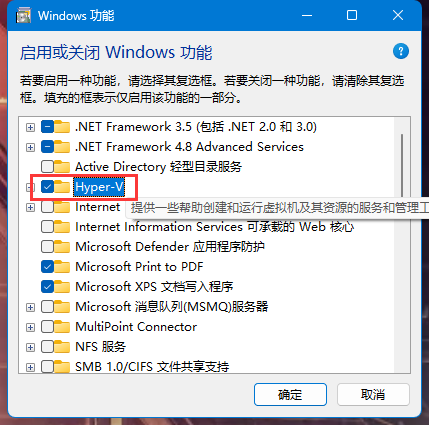 Windows 功能
启用或关闭 Windows 功能
?
若要启用一种功能，请选择其复选框。若要关闭一种功能，请清除其复选
框。填充的框表示仅启用该功能的一部分。
.NET Framework 3.5 (包括 .NET 2.0 和 3.0)
.NET Framework 4.8 Advanced Services
Active Directory 轻型目录服务
Hyper-V
Internet
提供一些帮助创建和运行虚拟机及其资源的服务和管理工
Internet Information Services 可承载的 Web 核心
Microsoft Defender 应用程序防护
Microsoft Print to PDF
Microsoft XPS 文档写入程序
Microsoft 消息队列(MSMQ)服务器
MultiPoint Connector
NFS 服务
SMB 1.0/CIFS 文件共享支持
确定
取消